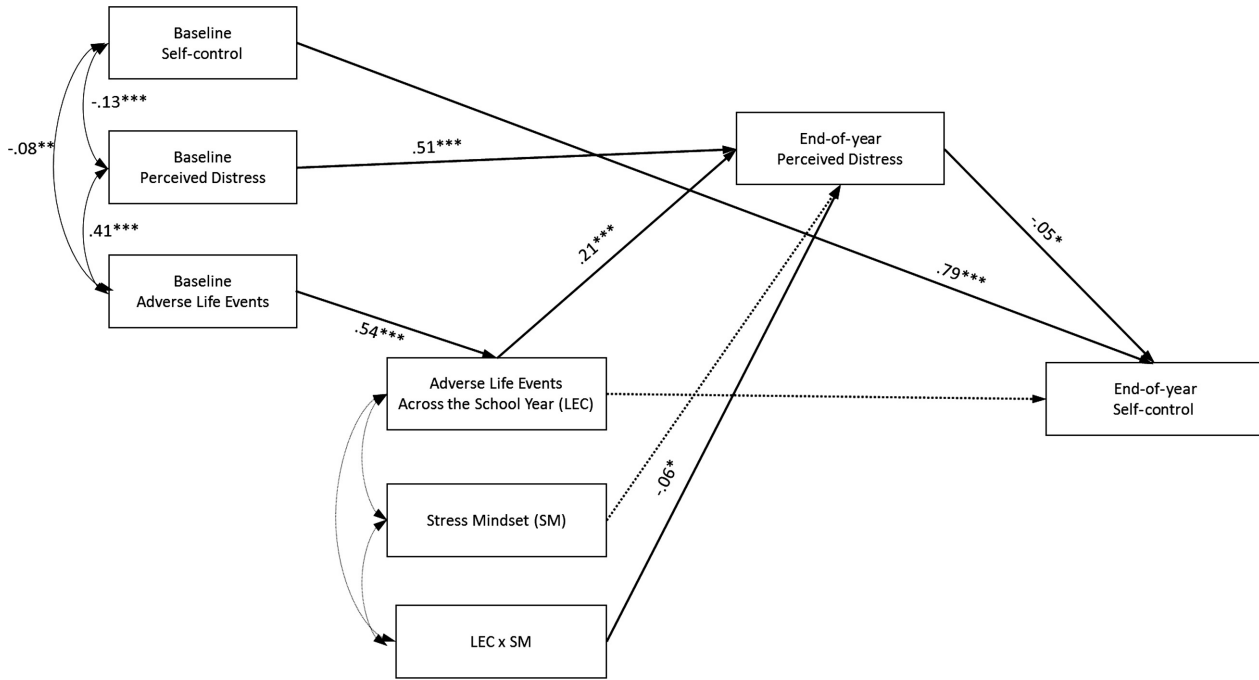 Baseline
Self-control
-.13***
-.08**
Baseline
Perceived Distress
.51***
End-of-year
Perceived Distress
.41***
.21***
-.05*
Baseline
Adverse Life Events
.79***
.54***
Adverse Life Events
Across the School Year (LEC)
End-of-year
Self-control
-.06*
Stress Mindset (SM)
LEC x SM